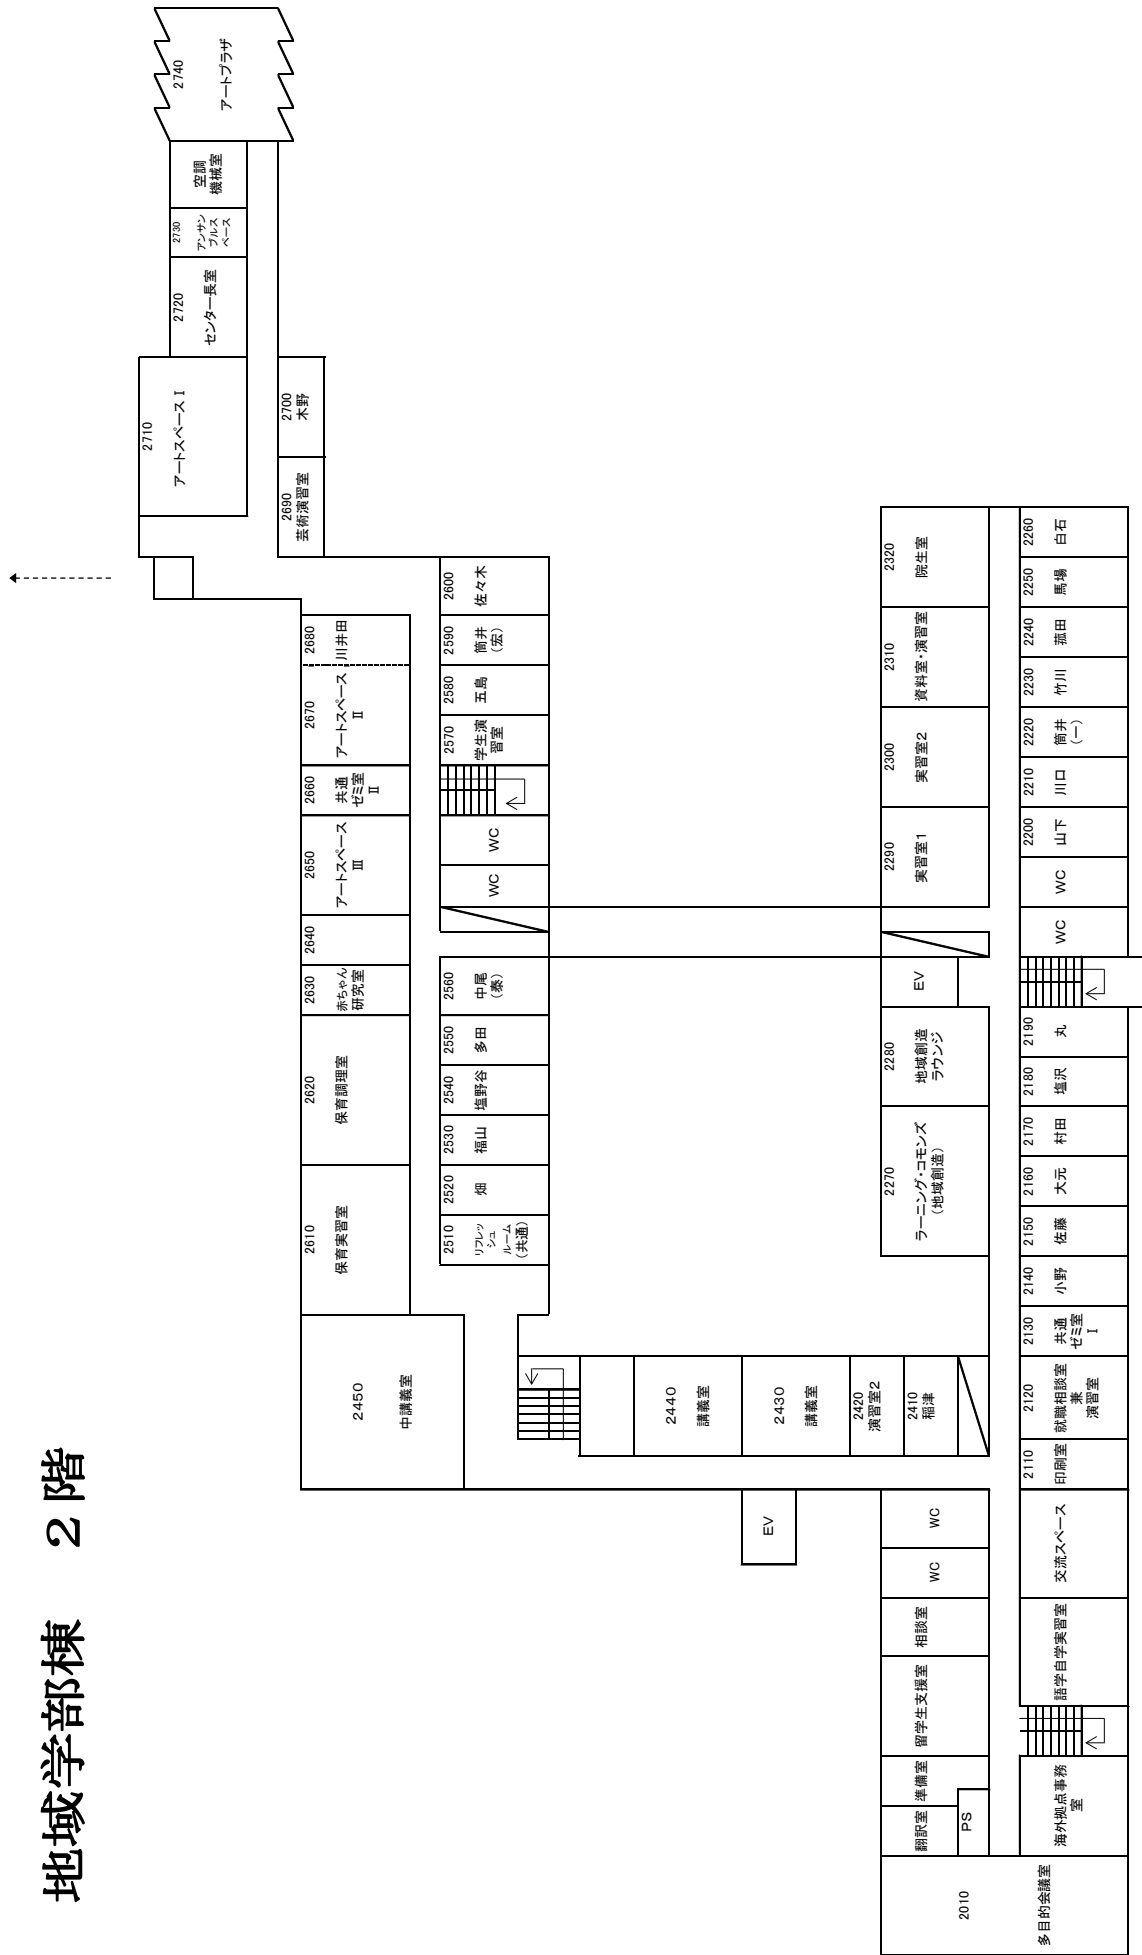 地域学部棟　2階
2740
アートプラザ
空調
機械室
2730
アンサン
ブルス
ペース
2720
センター長室
2710
アートスペースⅠ
2700
木野
2690
芸術演習室
2680
川井田
2670
アートスペース
Ⅱ
2660
共通
ゼミ室
Ⅱ
2650
アートスペース
Ⅲ
2640
2630
赤ちゃん
研究室
2620
保育調理室
2610
保育実習室
2600
佐々木
2590
筒井
(宏)
2580
五島
2570
学生演
習室
WC
WC
2560
中尾
(泰)
2550
多田
2540
塩野谷
2530
福山
2520
畑
2510
リフレッ
シュ
ルーム
(共通)
2450
中講義室
2440
講義室
2430
講義室
2420
演習室2
2410
稲津
EV
2320
院生室
2310
資料室・演習室
2300
実習室2
2290
実習室1
EV
2280
地域創造
ラウンジ
2270
ラーニング・コモンズ
(地域創造)
2260
白石
2250
馬場
2240
菰田
2230
竹川
2220
筒井
(一)
2210
川口
2200
山下
WC
WC
2190
丸
2180
塩沢
2170
村田
2160
大元
2150
佐藤
2140
小野
2130
共通
ゼミ室
Ⅰ
2120
就職相談室
兼
演習室
2110
印刷室
WC
WC
相談室
留学生支援室
準備室
翻訳室
PS
交流スペース
語学自学実習室
海外拠点事務
室
2010
多目的会議室